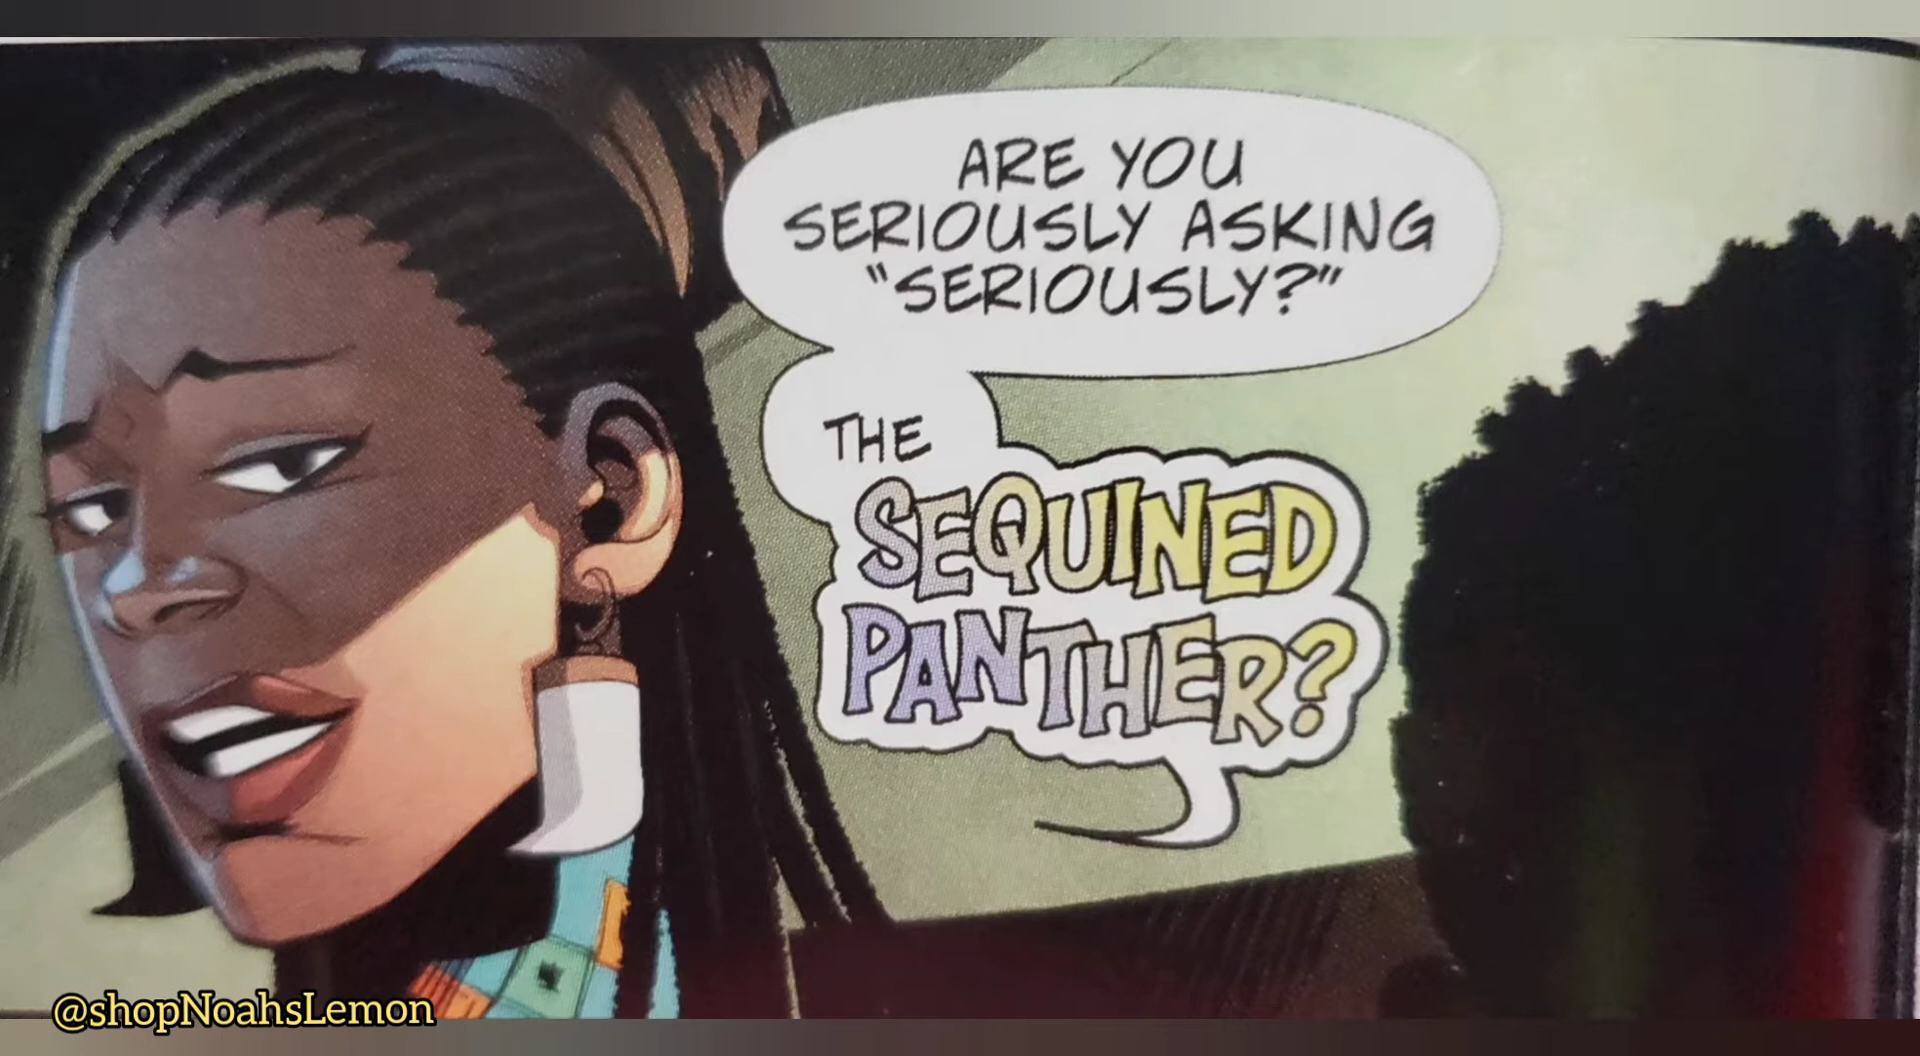 ARE YOU
SERIOUSLY ASKING
"SERIOUSLY?"
THE
SEQUINED
PANTHER?
@shopNoahsLemon